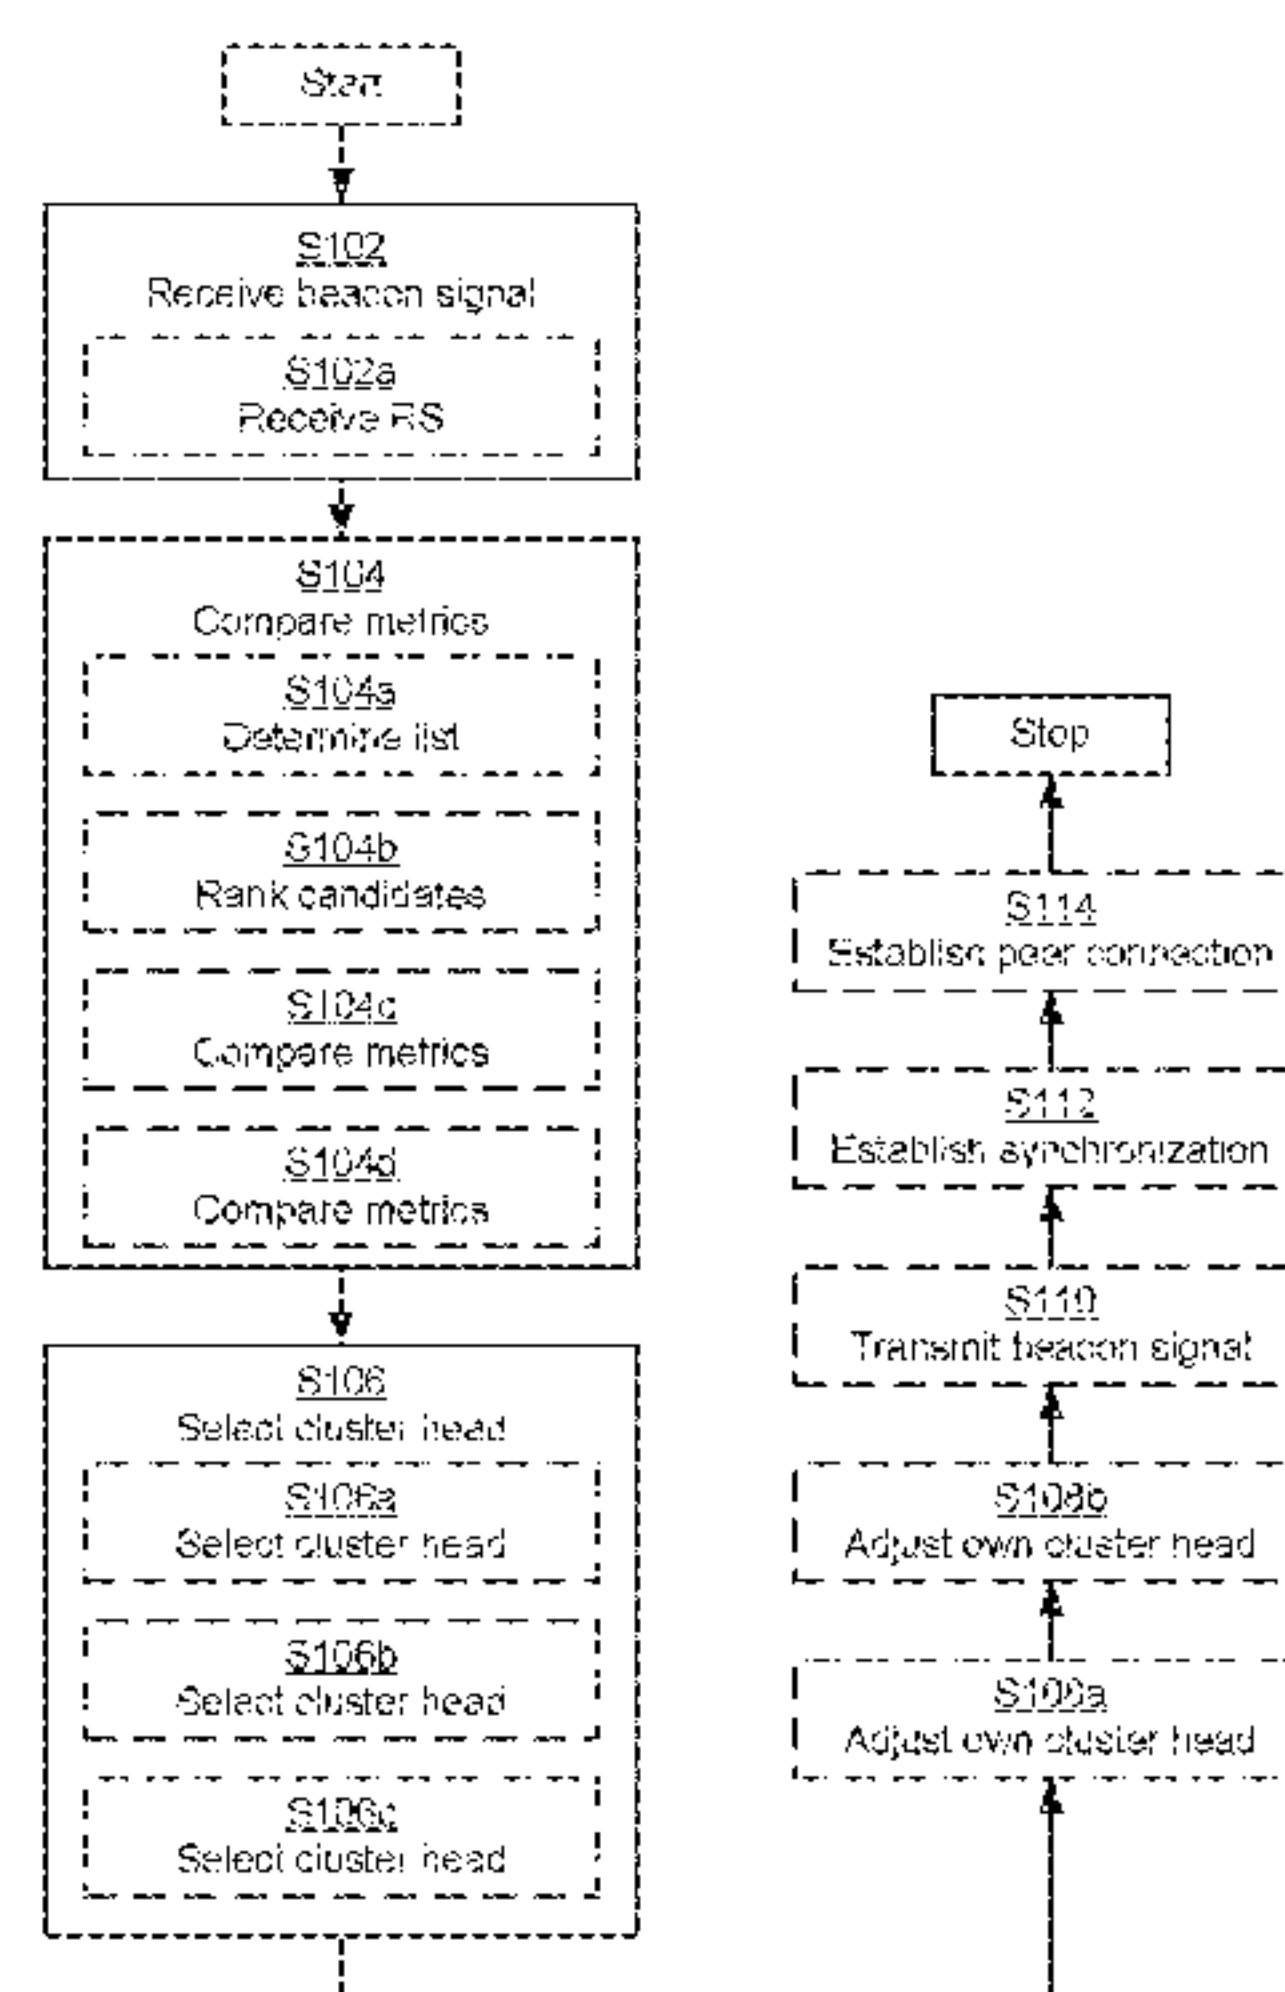 Start
S102
Receive beacon signal
S102a
Receive RS
S104
Compare metrics
S104a
Determine list
S104b
Rank candidates
S104c
Compare metrics
S104d
Compare metrics
S106
Select cluster head
S106a
Select cluster head
S106b
Select cluster head
S106c
Select cluster head
Stop
S114
Establish peer connection
S112
Establish synchronization
S110
Transmit beacon signal
S108b
Adjust own cluster head
S108a
Adjust own cluster head